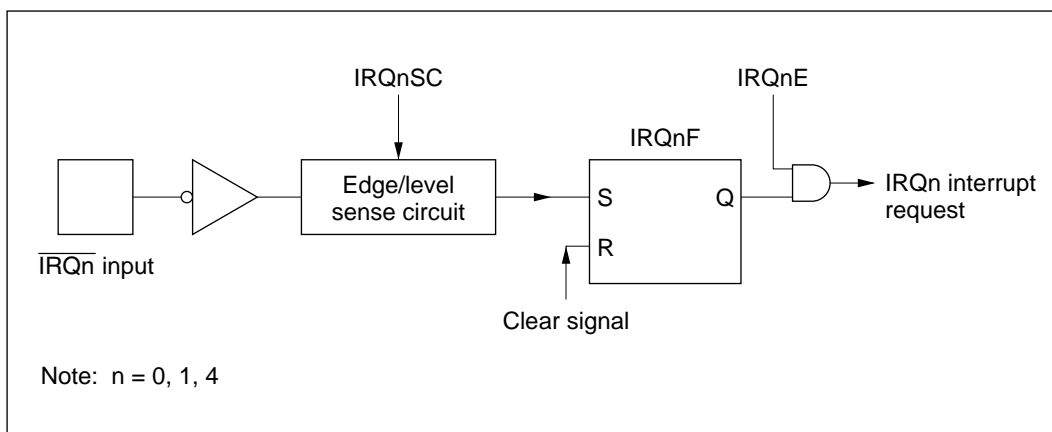 IRQnSC
IRQnE
IRQnF
Edge/level
sense circuit
S
Q
R
IRQn interrupt
request
IRQn input
Clear signal
Note: n = 0, 1, 4